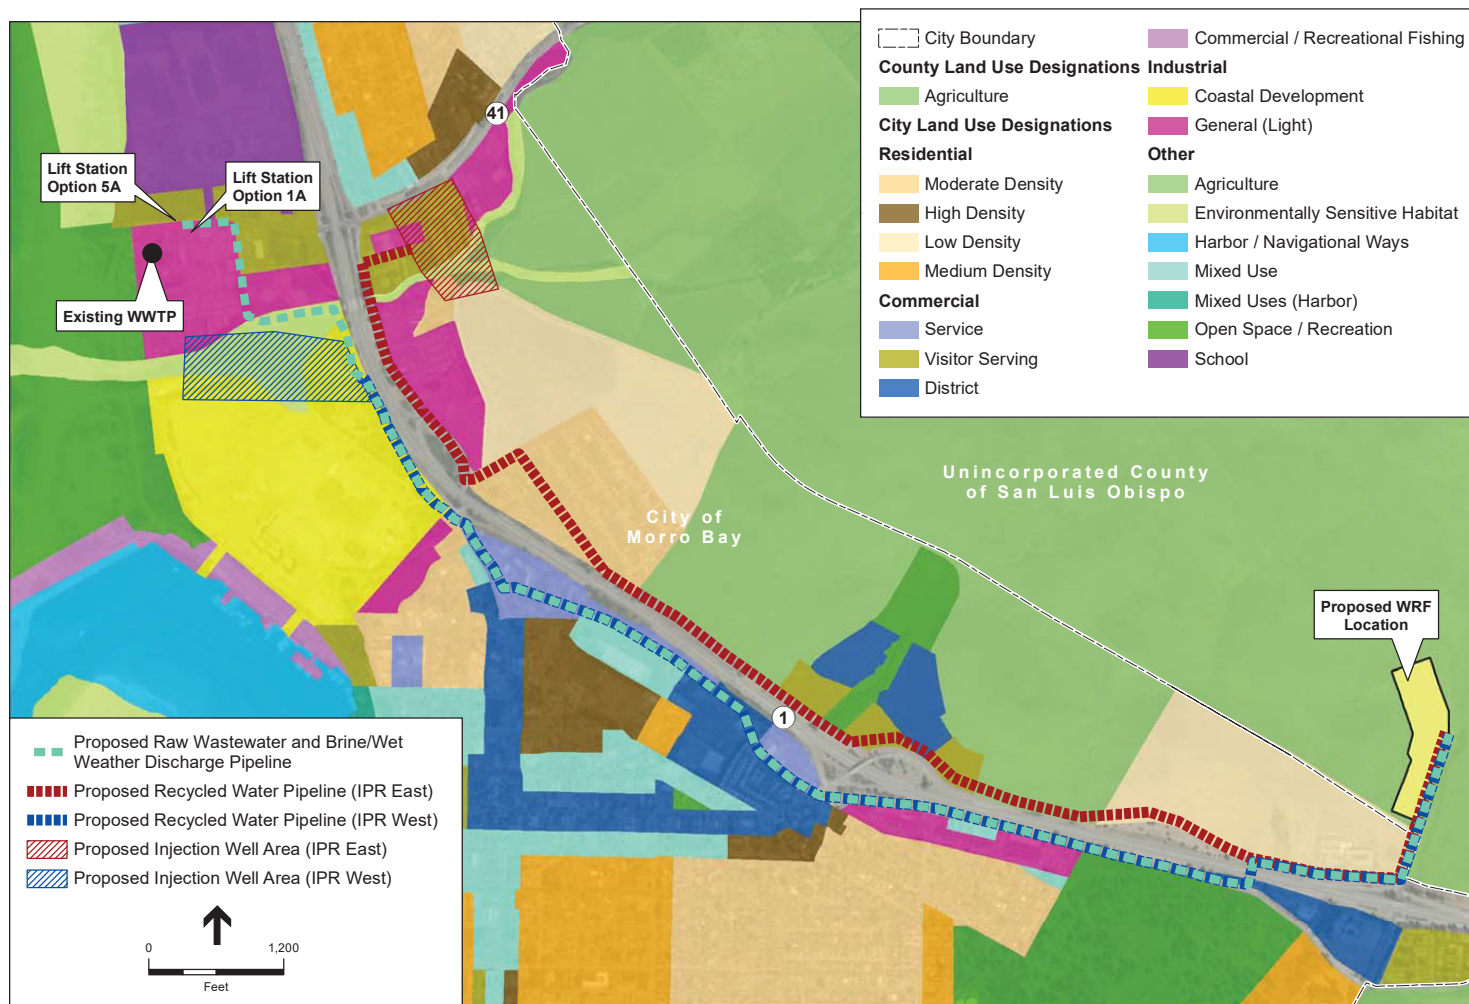 City Boundary
County Land Use Designations
Agriculture
City Land Use Designations
Residential
Moderate Density
High Density
Low Density
Medium Density
Commercial
Service
Visitor Serving
District
Commercial / Recreational Fishing
Industrial
Coastal Development
General (Light)
Other
Agriculture
Environmentally Sensitive Habitat
Harbor / Navigational Ways
Mixed Use
Mixed Uses (Harbor)
Open Space / Recreation
School
41
Lift Station
Option 5A
Lift Station
Option 1A
Existing WWTP
Unincorporated County
of San Luis Obispo
City of
Morro Bay
Proposed WRF
Location
1
Proposed Raw Wastewater and Brine/Wet
Weather Discharge Pipeline
Proposed Recycled Water Pipeline (IPR East)
Proposed Recycled Water Pipeline (IPR West)
Proposed Injection Well Area (IPR East)
Proposed Injection Well Area (IPR West)
0 1,200
Feet